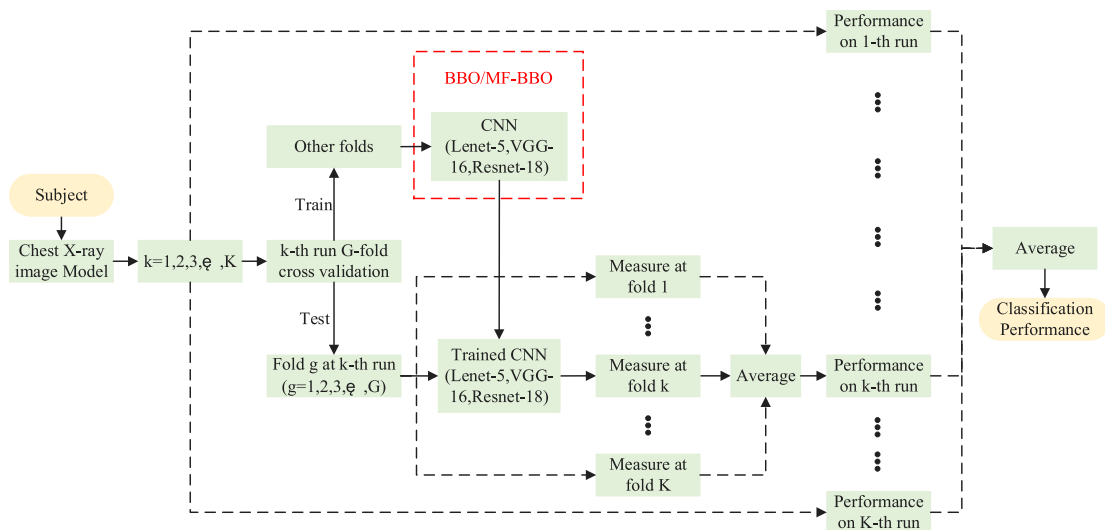 Performance
on 1-th run
BBO/MF-BBO
CNN
(Lenet-5,VGG-
16,Resnet-18)
Other folds
Subject
Train
Chest X-ray
image Model
k=1,2,3,ę ,K
k-th run G-fold
cross validation
Measure at
fold 1
Average
Test
Classification
Performance
Fold g at k-th run
(g=1,2,3,ę ,G)
Trained CNN
(Lenet-5,VGG-
16,Resnet-18)
Measure at
fold k
Average
Performance
on k-th run
Measure at
fold K
Performance
on K-th run